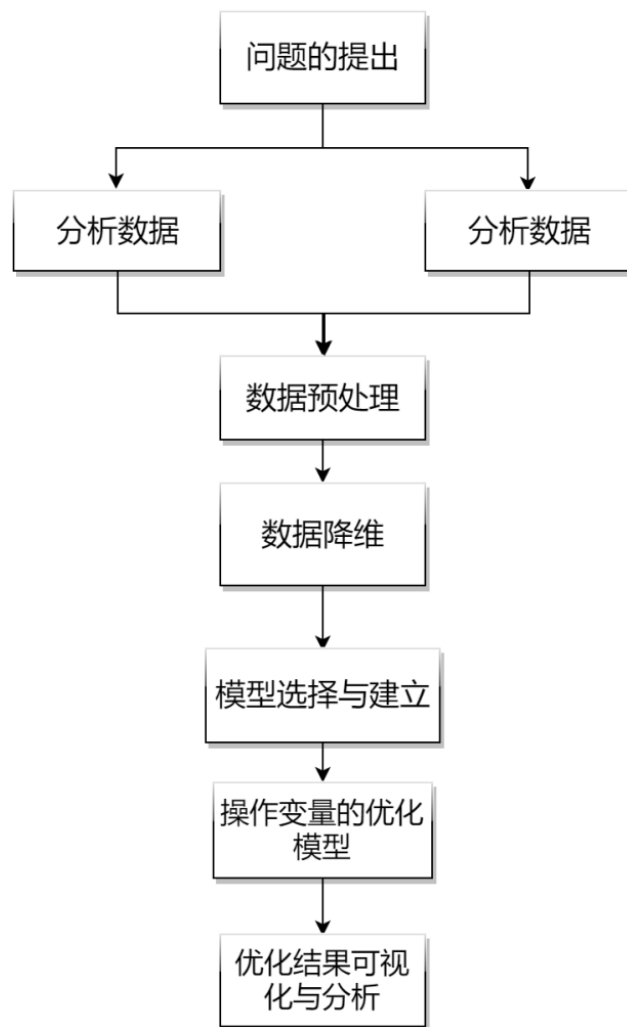 问题的提出
分析数据
分析数据
数据预处理
数据降维
模型选择与建立
操作变量的优化
模型
优化结果可视
化与分析